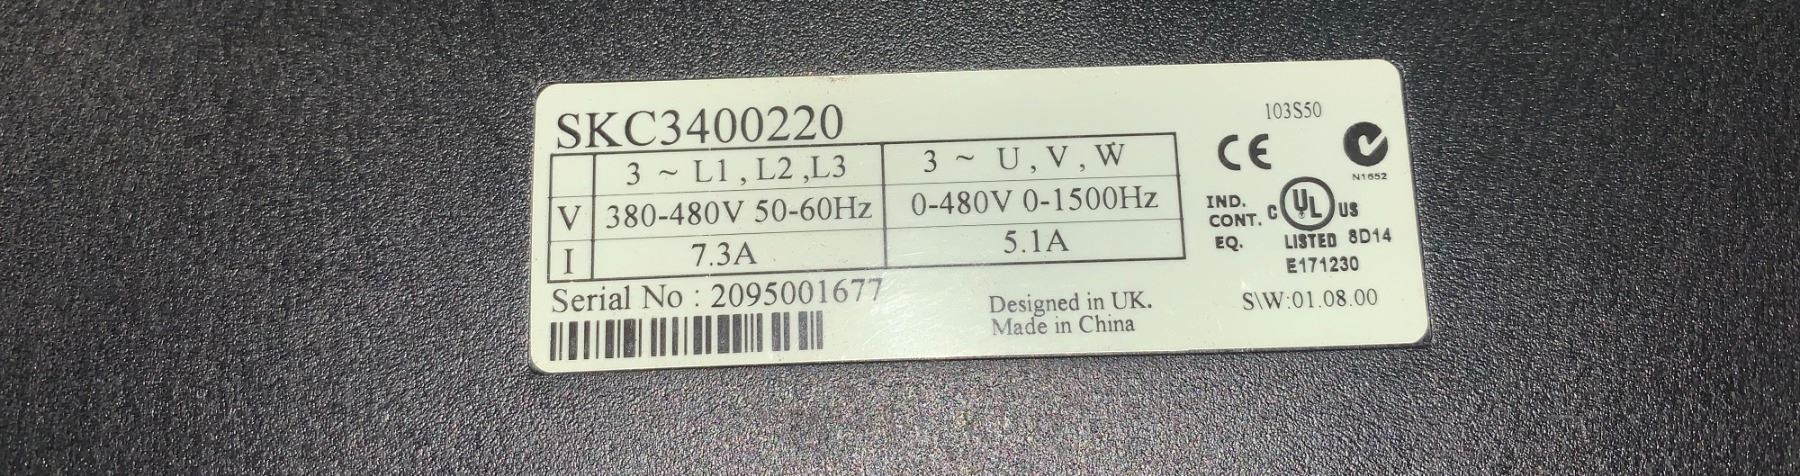 SKC3400220
3 ~ L1 , L2 ,L3 3 ~ U , V , W
V 380-480V 50-60Hz 0-480V 0-1500Hz
I 7.3A 5.1A
Serial No : 2095001677
Designed in UK.
Made in China
103S50
CE
N1652
IND.
CONT.
EQ.
C UL US
LISTED 8D14
E171230
S\W:01.08.00